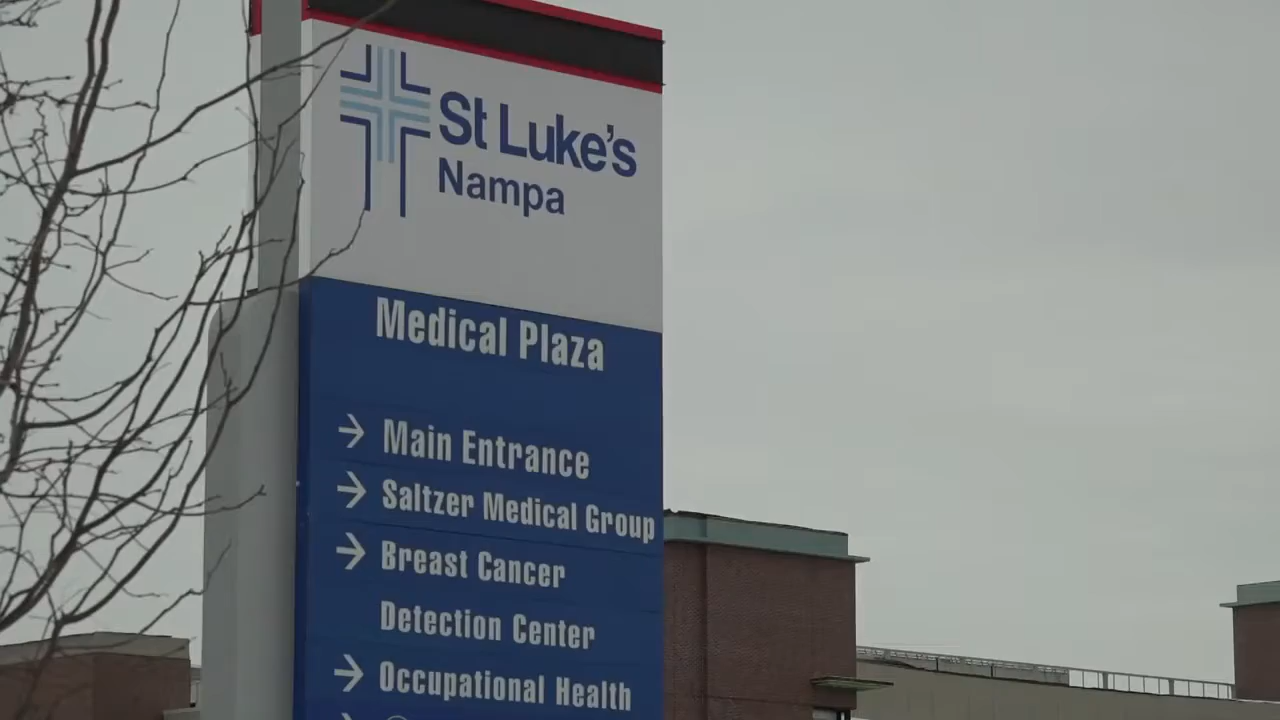 St Luke's
Nampa
Medical Plaza
→ Main Entrance
→ Saltzer Medical Group
→ Breast Cancer
Detection Center
→ Occupational Health